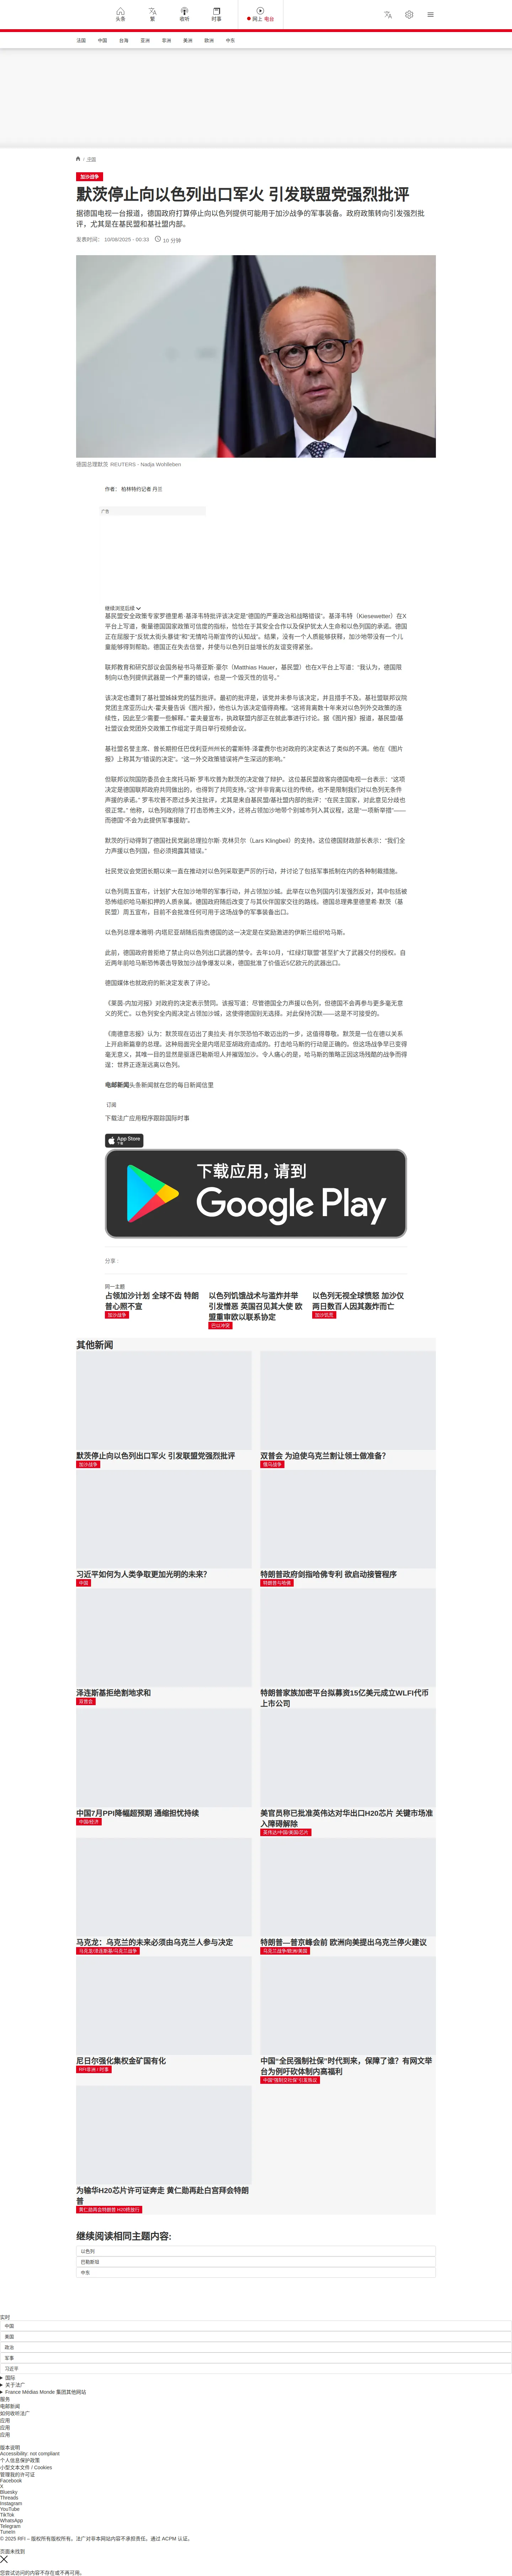 头条
繁
收听
时事
网上 电台
法国
中国
台海
亚洲
非洲
美洲
欧洲
中东
/ 中国
加沙战争
默茨停止向以色列出口军火 引发联盟党强烈批评
据德国电视一台报道，德国政府打算停止向以色列提供可能用于加沙战争的军事装备。政府政策转向引发强烈批评，尤其是在基民盟和基社盟内部。
发表时间： 10/08/2025 - 00:33 10 分钟
德国总理默茨 REUTERS - Nadja Wohlleben
作者： 柏林特约记者 丹兰
广告
继续浏览后续
基民盟安全政策专家罗德里希·基泽韦特批评该决定是“德国的严重政治和战略错误”。基泽韦特（Kiesewetter）在X平台上写道，衡量德国国家政策可信度的指标，恰恰在于其安全合作以及保护犹太人生命和以色列国的承诺。德国正在屈服于“反犹太街头暴徒”和“无情哈马斯宣传的认知战”。结果，没有一个人质能够获释，加沙地带没有一个儿童能够得到帮助。德国正在失去信誉，并使与以色列日益增长的友谊变得紧张。
联邦教育和研究部议会国务秘书马蒂亚斯·豪尔（Matthias Hauer，基民盟）也在X平台上写道：“我认为，德国限制向以色列提供武器是一个严重的错误，也是一个毁灭性的信号。”
该决定也遭到了基社盟姊妹党的猛烈批评。最初的批评是，该党并未参与该决定，并且措手不及。基社盟联邦议院党团主席亚历山大·霍夫曼告诉《图片报》，他也认为该决定值得商榷。“这将背离数十年来对以色列外交政策的连续性，因此至少需要一些解释。” 霍夫曼宣布，执政联盟内部正在就此事进行讨论。据《图片报》报道，基民盟/基社盟议会党团外交政策工作组定于周日举行视频会议。
基社盟名誉主席、曾长期担任巴伐利亚州州长的霍斯特·泽霍费尔也对政府的决定表达了类似的不满。他在《图片报》上称其为“错误的决定”。“这一外交政策错误将产生深远的影响。”
但联邦议院国防委员会主席托马斯·罗韦坎普为默茨的决定做了辩护。这位基民盟政客向德国电视一台表示：“这项决定是德国联邦政府共同做出的，也得到了共同支持。”这“并非背离以往的传统，也不是限制我们对以色列无条件声援的承诺。” 罗韦坎普不愿过多关注批评，尤其是来自基民盟/基社盟内部的批评：“在民主国家，对此意见分歧也很正常。” 他称，以色列政府除了打击恐怖主义外，还将占领加沙地带个别城市列入其议程，这是“一项新举措”——而德国“不会为此提供军事援助”。
默茨的行动得到了德国社民党副总理拉尔斯·克林贝尔（Lars Klingbeil）的支持。这位德国财政部长表示：“我们全力声援以色列国，但必须揭露其错误。”
社民党议会党团长期以来一直在推动对以色列采取更严厉的行动，并讨论了包括军事抵制在内的各种制裁措施。
以色列周五宣布，计划扩大在加沙地带的军事行动，并占领加沙城。此举在以色列国内引发强烈反对，其中包括被恐怖组织哈马斯扣押的人质亲属。德国政府随后改变了与其伙伴国家交往的路线。德国总理弗里德里希·默茨（基民盟）周五宣布，目前不会批准任何可用于这场战争的军事装备出口。
以色列总理本雅明·内塔尼亚胡随后指责德国的这一决定是在奖励激进的伊斯兰组织哈马斯。
此前，德国政府曾拒绝了禁止向以色列出口武器的禁令。去年10月，“红绿灯联盟”甚至扩大了武器交付的授权。自近两年前哈马斯恐怖袭击导致加沙战争爆发以来，德国批准了价值近5亿欧元的武器出口。
德国媒体也就政府的新决定发表了评论。
《莱茵-内加河报》对政府的决定表示赞同。该报写道：尽管德国全力声援以色列，但德国不会再参与更多毫无意义的死亡。以色列安全内阁决定占领加沙城，这使得德国别无选择。对此保持沉默——这是不可接受的。
《南德意志报》认为：默茨现在迈出了奥拉夫·肖尔茨恐怕不敢迈出的一步，这值得尊敬。默茨是一位在德以关系上开启新篇章的总理。这种局面完全是内塔尼亚胡政府造成的。打击哈马斯的行动是正确的。但这场战争早已变得毫无意义，其唯一目的显然是驱逐巴勒斯坦人并摧毁加沙。令人痛心的是，哈马斯的策略正因这场残酷的战争而得逞：世界正逐渐远离以色列。
电邮新闻头条新闻就在您的每日新闻信里
订阅
下载法广应用程序跟踪国际时事
App Store 下载
下载应用，请到 Google Play
分享 :
同一主题
占领加沙计划 全球不齿 特朗普心照不宣
加沙战争
以色列饥饿战术与滥炸并举 引发憎恶 英国召见其大使 欧盟重审欧以联系协定
巴以冲突
以色列无视全球愤怒 加沙仅两日数百人因其轰炸而亡
加沙饥荒
其他新闻
默茨停止向以色列出口军火 引发联盟党强烈批评
加沙战争
双普会 为迫使乌克兰割让领土做准备？
俄乌战争
习近平如何为人类争取更加光明的未来？
中国
特朗普政府剑指哈佛专利 欲启动接管程序
特朗普与哈佛
泽连斯基拒绝割地求和
双普会
特朗普家族加密平台拟募资15亿美元成立WLFI代币上市公司
中国7月PPI降幅超预期 通缩担忧持续
中国/经济
美官员称已批准英伟达对华出口H20芯片 关键市场准入障碍解除
英伟达/中国/美国/芯片
马克龙：乌克兰的未来必须由乌克兰人参与决定
马克龙/泽连斯基/乌克兰战争
特朗普—普京峰会前 欧洲向美提出乌克兰停火建议
乌克兰战争/欧洲/美国
尼日尔强化集权金矿国有化
RFI非洲 / 时事
中国“全民强制社保”时代到来，保障了谁？有网文举台为例吁砍体制内高福利
中国“强制交社保”引发热议
为输华H20芯片许可证奔走 黄仁勋再赴白宫拜会特朗普
黄仁勋再会特朗普 H20终放行
继续阅读相同主题内容:
以色列
巴勒斯坦
中东
实时
中国
美国
政治
军事
习近平
国际
关于法广
France Médias Monde 集团其他网站
服务
电邮新闻
如何收听法广
应用
应用
应用
版本说明
Accessibility: not compliant
个人信息保护政策
小型文本文件 / Cookies
管理我的许可证
Facebook
X
Bluesky
Threads
Instagram
YouTube
TikTok
WhatsApp
Telegram
TuneIn
© 2025 RFI – 版权所有版权所有。法广对非本网站内容不承担责任。通过 ACPM 认证。
页面未找到
您尝试访问的内容不存在或不再可用。